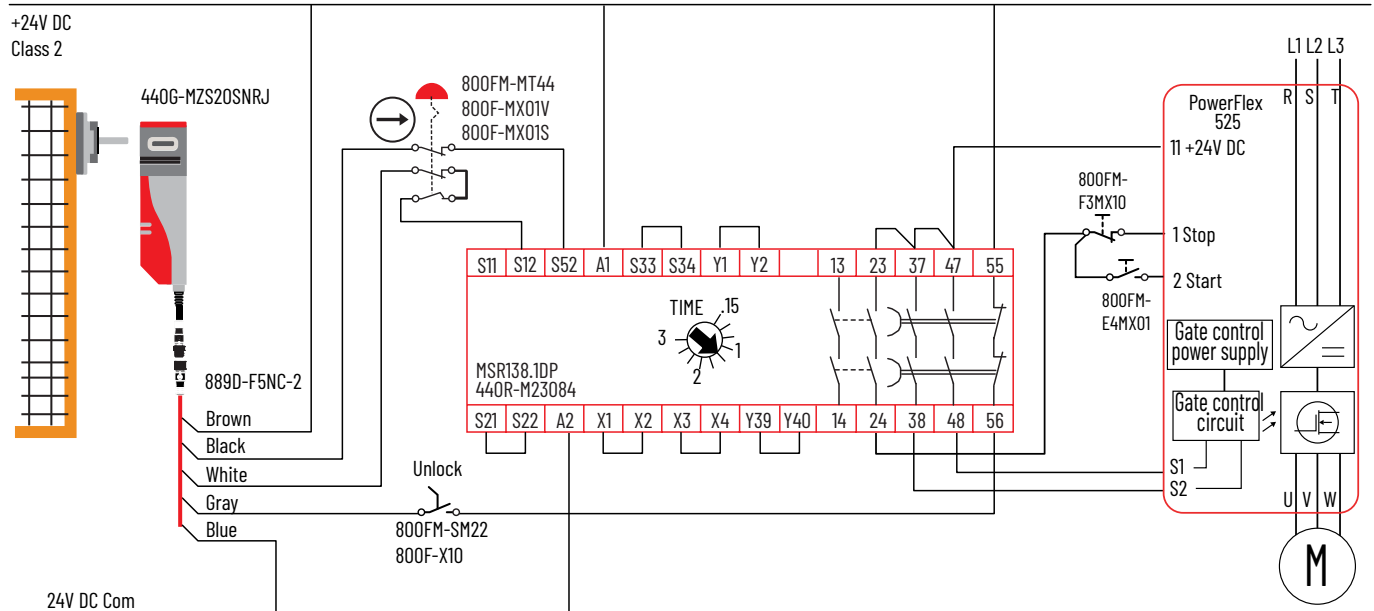 +24V DC
Class 2
440G-MZS20SNRJ
800FM-MT44
800F-MX01V
800F-MX01S
L1 L2 L3
R S T
PowerFlex
525
11 +24V DC
800FM-
F3MX10
1 Stop
2 Start
800FM-
E4MX01
S11 S12 S52 A1 S33 S34 Y1 Y2 13 23 37 47 55
TIME
.15
3
1
2
MSR138.1DP
440R-M23084
Gate control
power supply
Gate control
circuit
889D-F5NC-2
S21 S22 A2 X1 X2 X3 X4 Y39 Y40 14 24 38 48 56
Brown
Black
White
Gray
Blue
Unlock
800FM-SM22
800F-X10
S1
S2
U V W
M
24V DC Com